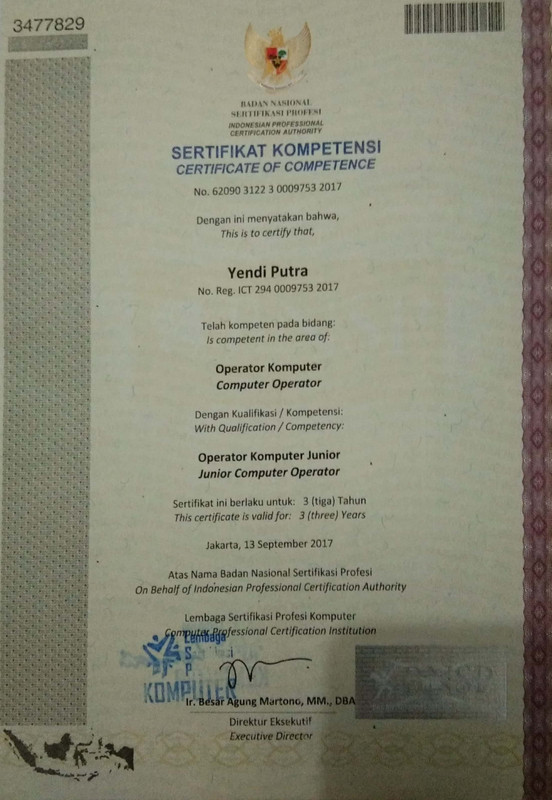 3477829
BADAN NASIONAL
SERTIFIKASI PROFESI
INDONESIAN PROFESSIONAL
CERTIFICATION AUTHORITY
SERTIFIKAT KOMPETENSI
CERTIFICATE OF COMPETENCE
No. 62090 3122 3 0009753 2017
Dengan ini menyatakan bahwa,
This is to certify that,
Yendi Putra
No. Reg. ICT 294 0009753 2017
Telah kompeten pada bidang:
Is competent in the area of:
Operator Komputer
Computer Operator
Dengan Kualifikasi / Kompetensi:
With Qualification / Competency:
Operator Komputer Junior
Junior Computer Operator
Sertifikat ini berlaku untuk: 3 (tiga) Tahun
This certificate is valid for: 3 (three) Years
Jakarta, 13 September 2017
Atas Nama Badan Nasional Sertifikasi Profesi
On Behalf of Indonesian Professional Certification Authority
Lembaga Sertifikasi Profesi Komputer
Computer Professional Certification Institution
Lembaga
S
P
KOMPUTER
Ir. Besar Agung Martono, MM., DBA
Direktur Eksekutif
Executive Director